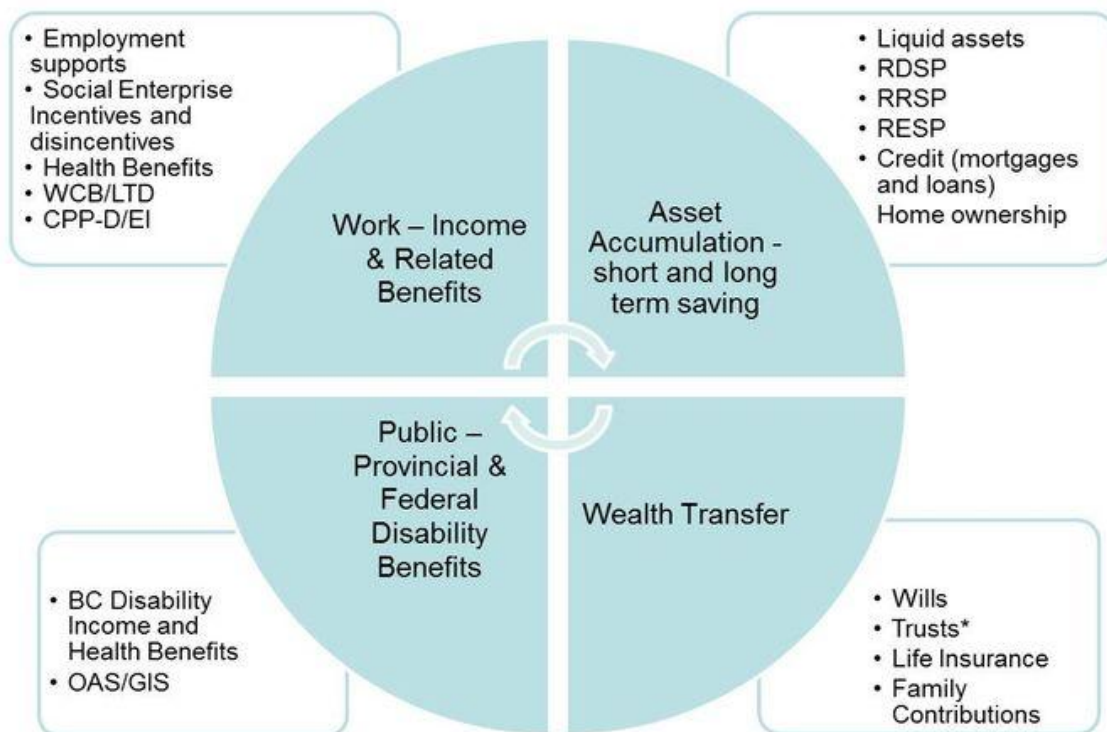 • Employment
supports
• Social Enterprise
Incentives and
disincentives
• Health Benefits
• WCB/LTD
• CPP-D/EI
Work – Income
& Related
Benefits
Asset
Accumulation -
short and long
term saving
• Liquid assets
• RDSP
• RRSP
• RESP
• Credit (mortgages
and loans)
Home ownership
Public –
Provincial &
Federal
Disability
Benefits
Wealth Transfer
• BC Disability
Income and
Health Benefits
• OAS/GIS
• Wills
• Trusts*
• Life Insurance
• Family
Contributions